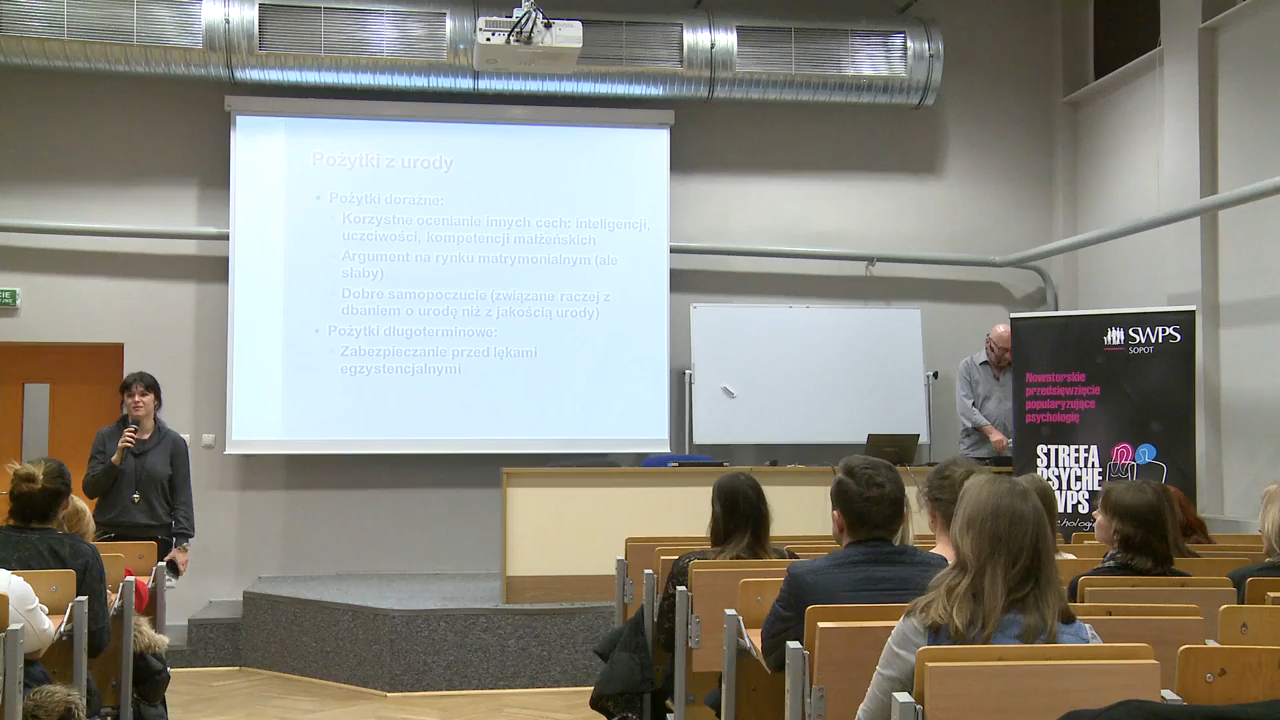 Pożytki z urody
• Pożytki doraźne:
Korzystne ocenianie innych cech: inteligencji,
uczciwości, kompetencji małżeńskich
Argument na rynku matrymonialnym (ale
słaby)
Dobre samopoczucie (związane raczej z
dbaniem o urodę niż z jakością urody)
• Pożytki długoterminowe:
Zabezpieczanie przed lękami
egzystencjalnymi
SWPS
SOPOT
Nowatorskie
przedsięwzięcie
popularyzujące
psychologię
STREFA
PSYCHE
SWPS